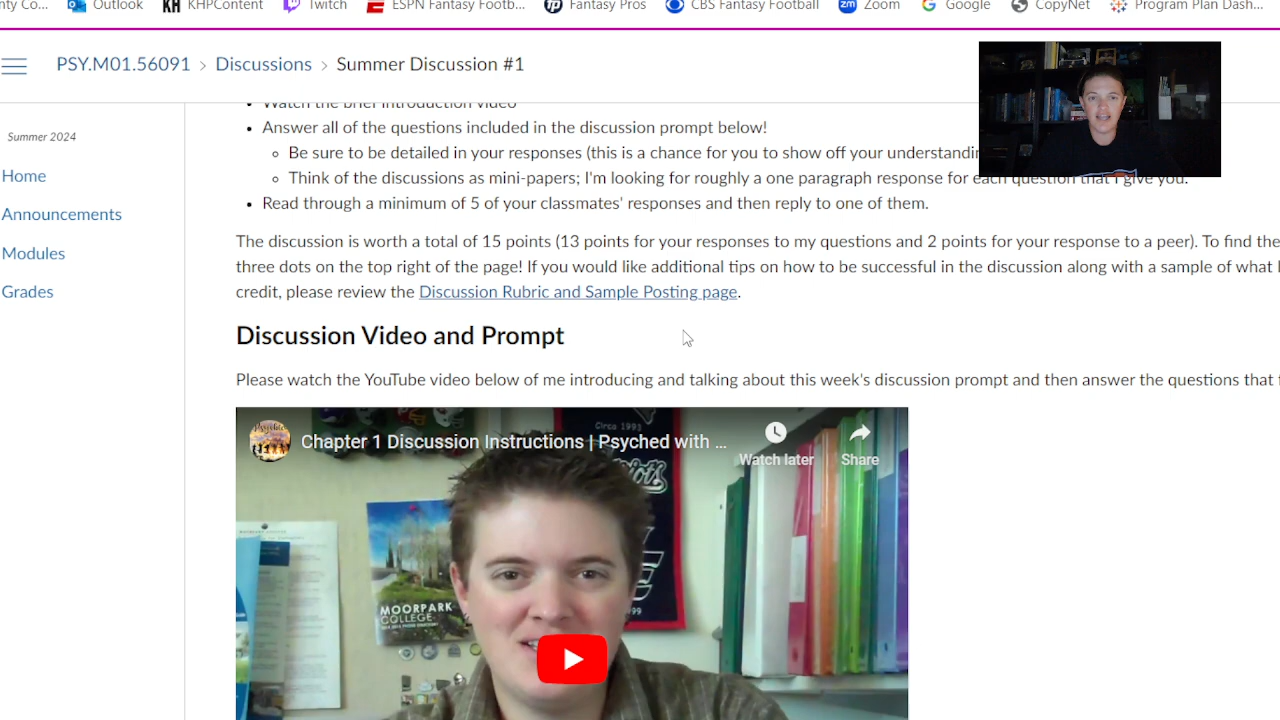 nty Co...
Outlook
KHPContent
Twitch
ESPN Fantasy Footb...
Fantasy Pros
CBS Fantasy Football
Zoom
Google
CopyNet
Program Plan Dash...
PSY.M01.56091 › Discussions › Summer Discussion #1
Summer 2024
Home
Announcements
Modules
Grades
Watch the brief introduction video
Answer all of the questions included in the discussion prompt below!
Be sure to be detailed in your responses (this is a chance for you to show off your understandin
Think of the discussions as mini-papers; I'm looking for roughly a one paragraph response for each question that I give you.
Read through a minimum of 5 of your classmates' responses and then reply to one of them.
The discussion is worth a total of 15 points (13 points for your responses to my questions and 2 points for your response to a peer). To find the
three dots on the top right of the page! If you would like additional tips on how to be successful in the discussion along with a sample of what I
credit, please review the Discussion Rubric and Sample Posting page.
Discussion Video and Prompt
Please watch the YouTube video below of me introducing and talking about this week's discussion prompt and then answer the questions that
Chapter 1 Discussion Instructions | Psyched with ...
Watch later
Share
Circa 1993
MOORPARK
COLLEGE